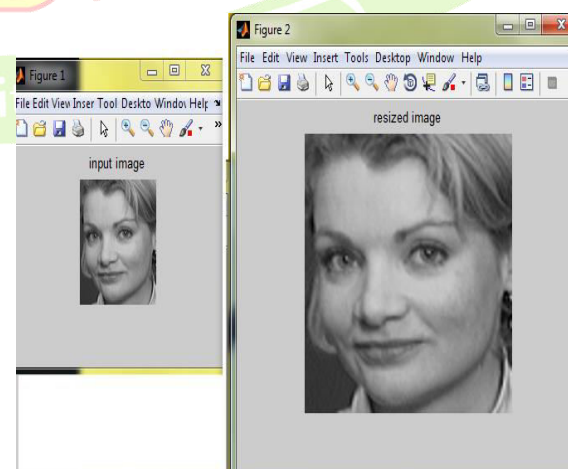 Figure 1
File Edit View Inser Tool Deskto Windov Help
input image
Figure 2
File Edit View Insert Tools Desktop Window Help
resized image